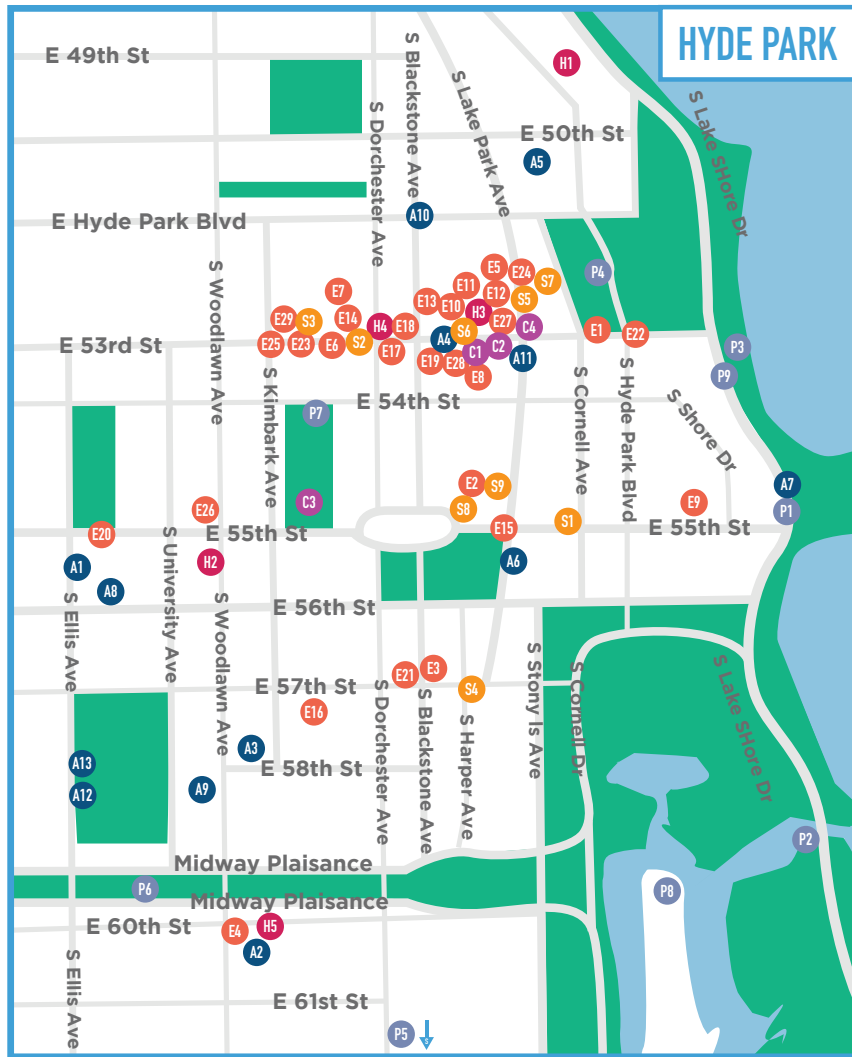 HYDE PARK
E 49th St
S Blackstone Ave
S Lake Park Ave
H1
S Lake SHore Dr
S Dorchester Ave
E 50th St
A5
A10
E Hyde Park Blvd
S Woodlawn Ave
P4
E5
E24
S7
E7
E11
E12
S5
E13
E10
E29
S3
E14
H4
E18
H3
E27
C4
E1
E22
E 53rd St
E25
E23
E6
S2
E17
A4
S6
C1
C2
A11
E19
E28
E8
P3
P9
S Kimbark Ave
E 54th St
S Cornell Ave
S Hyde Park Blvd
S Shore Dr
P7
C3
E2
S9
S8
A7
P1
E9
E26
E20
E 55th St
E15
S1
E 55th St
A1
A8
H2
A6
S Ellis Ave
S University Ave
S Woodlawn Ave
E 56th St
E21
E3
E 57th St
S4
E16
S Dorchester Ave
S Blackstone Ave
S Harper Ave
S Stony Is Ave
S Cornell Dr
S Lake SHore Dr
A3
A13
A12
A9
E 58th St
P2
Midway Plaisance
P6
P8
Midway Plaisance
E 60th St
E4
H5
A2
S Ellis Ave
E 61st St
P5
S